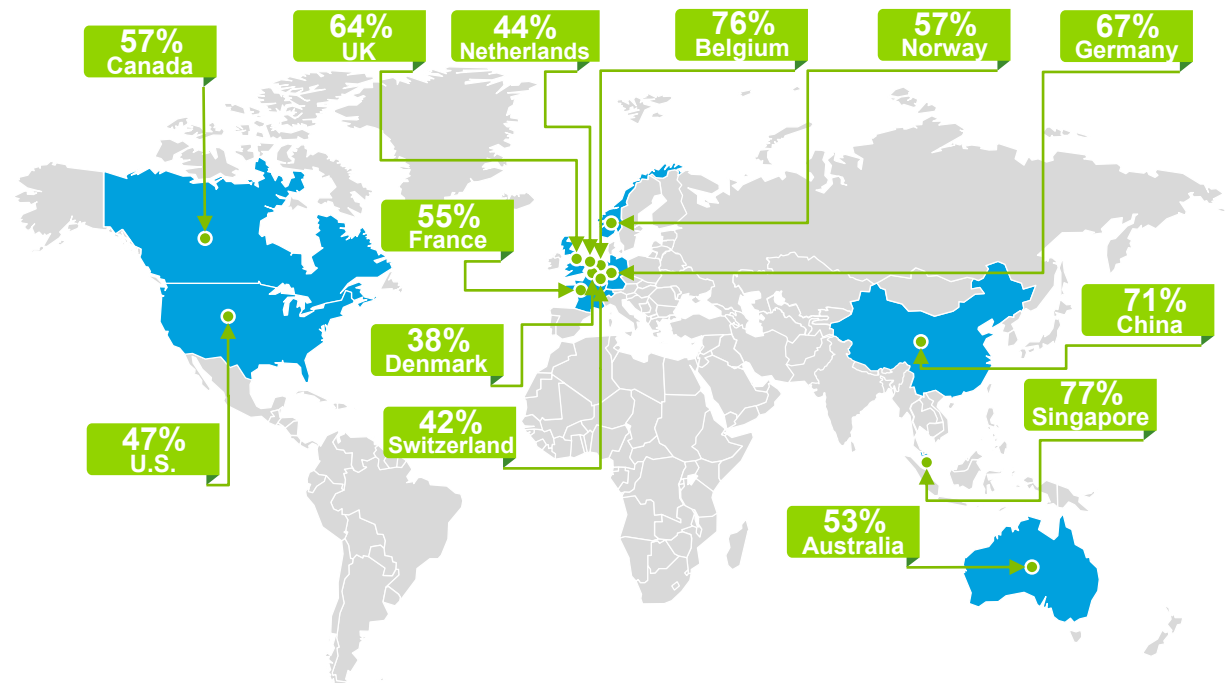 57%
Canada
64%
UK
44%
Netherlands
76%
Belgium
57%
Norway
67%
Germany
55%
France
71%
China
38%
Denmark
77%
Singapore
42%
Switzerland
47%
U.S.
53%
Australia